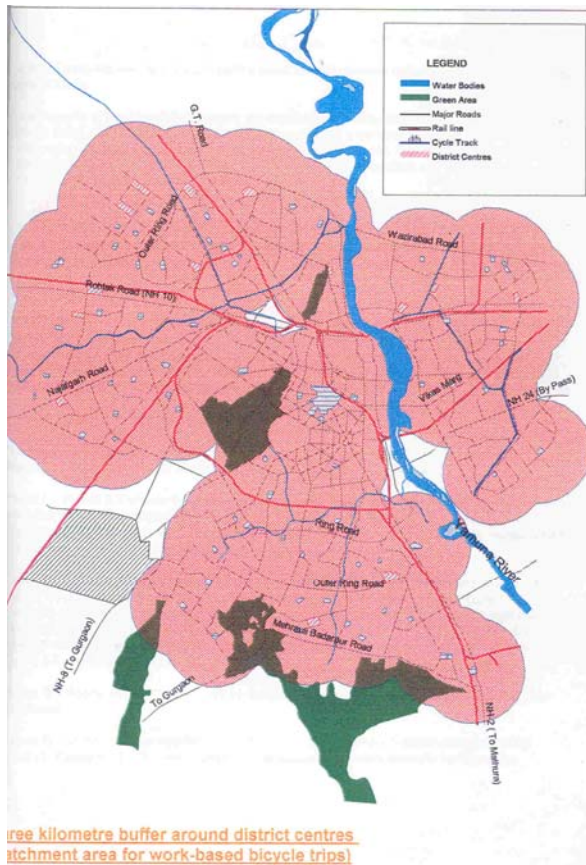 LEGEND
Water Bodies
Green Area
Major Roads
Rail line
Cycle Track
District Centres
G.T. Road
Outer Ring Road
Wazirabad Road
Rohtak Road (NH 10)
Najafgarh Road
Vikas Marg
NH 24 (By Pass)
Yamuna River
Ring Road
Outer Ring Road
Mehrauli Badarpur Road
NH-8 (To Gurgaon)
To Gurgaon
NH-2 ( To Mathura)
ree kilometre buffer around district centres
atchment area for work-based bicycle trips)